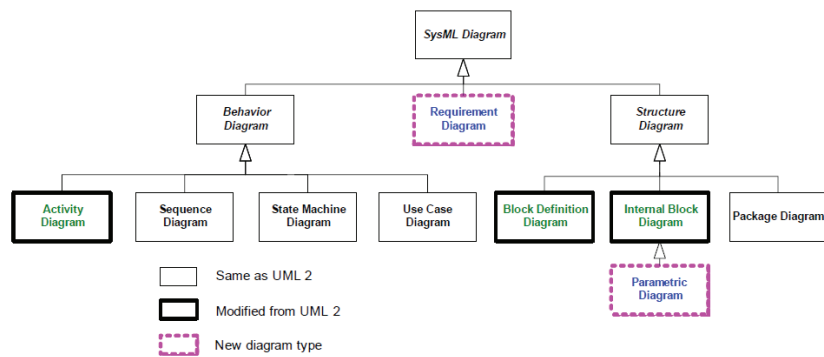 SysML Diagram
Behavior
Diagram
Requirement
Diagram
Structure
Diagram
Activity
Diagram
Sequence
Diagram
State Machine
Diagram
Use Case
Diagram
Block Definition
Diagram
Internal Block
Diagram
Package Diagram
Parametric
Diagram
Same as UML 2
Modified from UML 2
New diagram type